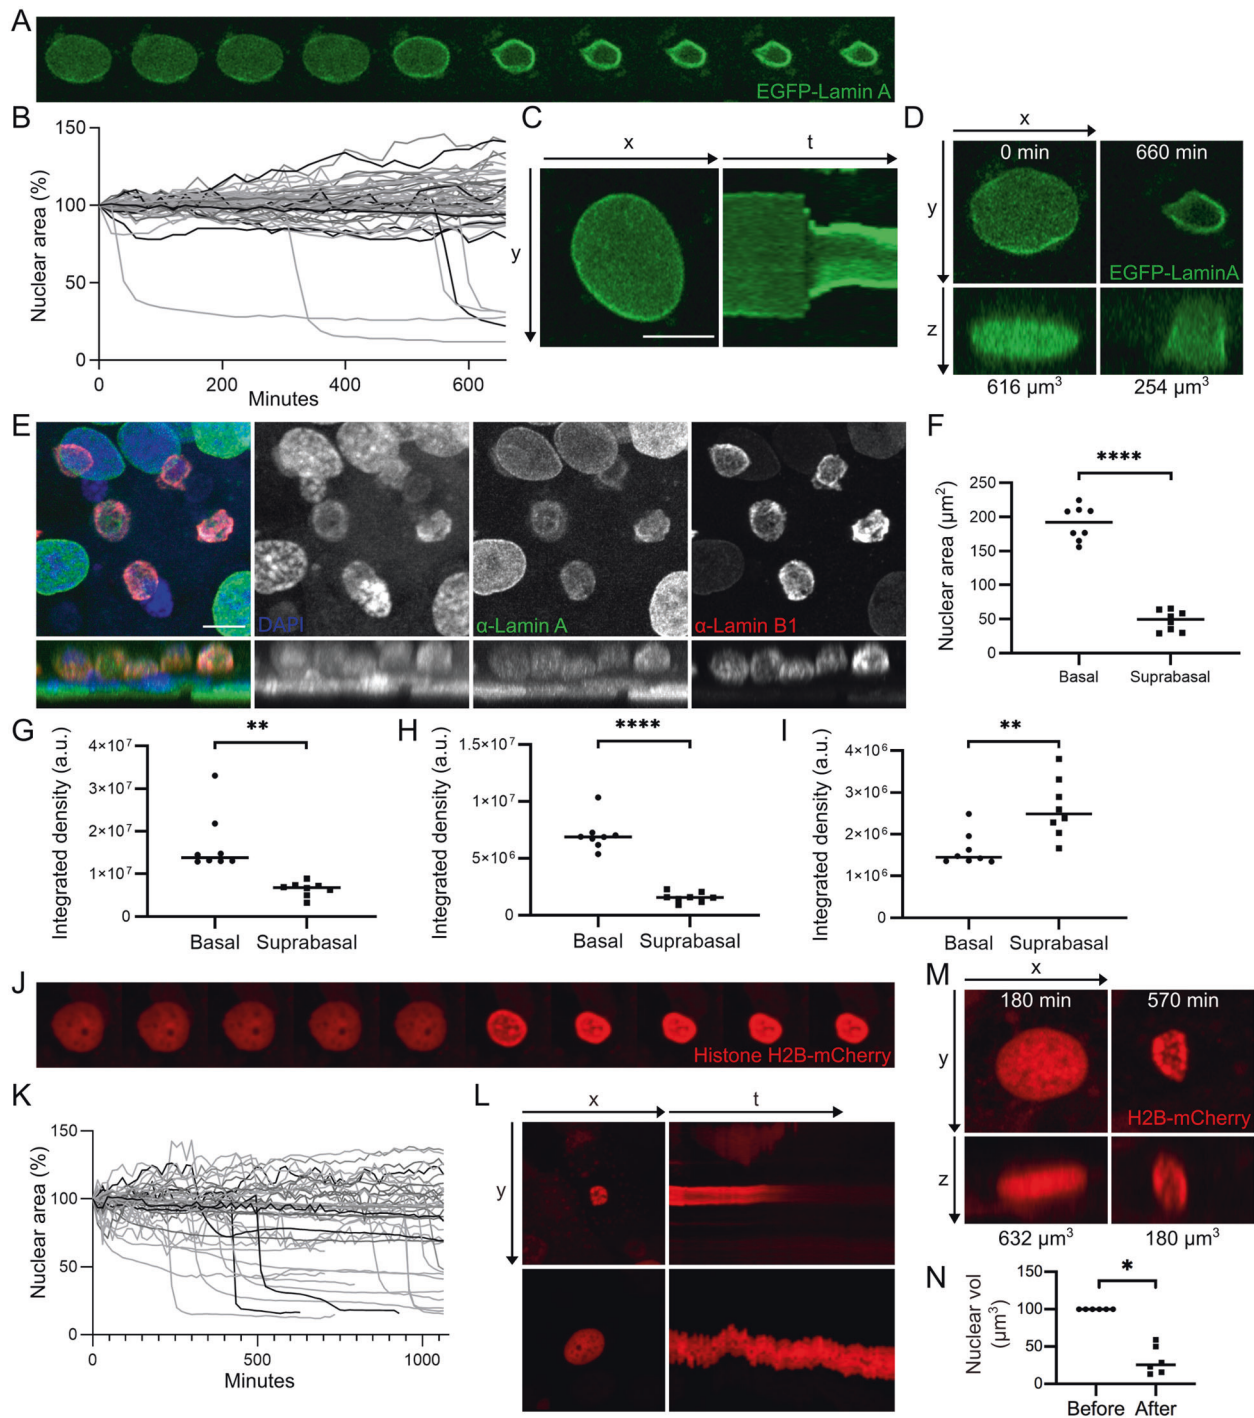 A
EGFP-Lamin A
B
150
100
50
0
Nuclear area (%)
0 200 400 600
Minutes
C
x
t
y
D
x
0 min 660 min
y
EGFP-LaminA
z
616 µm³ 254 µm³
E
DAPI
α-Lamin A
α-Lamin B1
F
****
250
200
150
100
50
0
Nuclear area (µm²)
Basal Suprabasal
G
**
4×10⁷
3×10⁷
2×10⁷
1×10⁷
0
Integrated density (a.u.)
Basal Suprabasal
H
****
1.5×10⁷
1×10⁷
5×10⁶
0
Integrated density (a.u.)
Basal Suprabasal
I
**
4×10⁶
3×10⁶
2×10⁶
1×10⁶
0
Integrated density (a.u.)
Basal Suprabasal
J
Histone H2B-mCherry
K
150
100
50
0
Nuclear area (%)
0 500 1000
Minutes
L
x
t
y
M
x
180 min 570 min
y
H2B-mCherry
z
632 µm³ 180 µm³
N
*
150
100
50
0
Nuclear vol
(µm³)
Before After